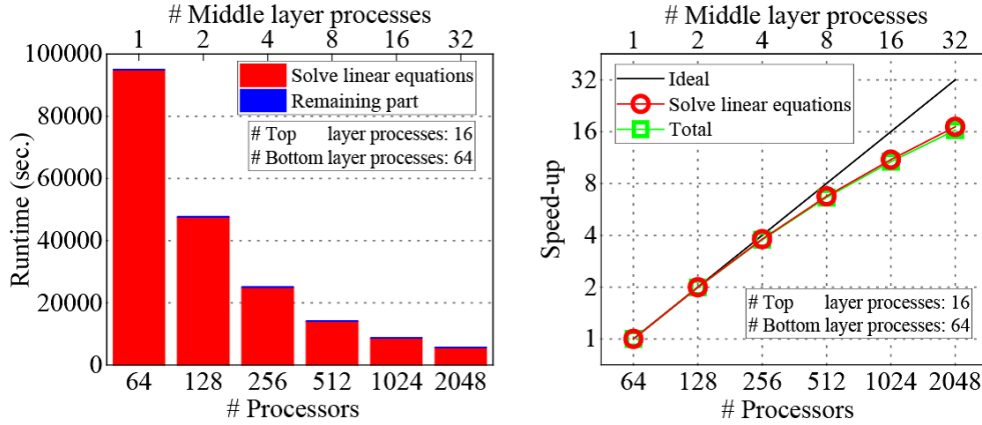 # Middle layer processes
1 2 4 8 16 32
100000
80000
60000
40000
20000
0
Runtime (sec.)
Solve linear equations
Remaining part
# Top layer processes: 16
# Bottom layer processes: 64
64 128 256 512 1024 2048
# Processors
# Middle layer processes
1 2 4 8 16 32
32
16
8
4
2
1
Speed-up
Ideal
Solve linear equations
Total
# Top layer processes: 16
# Bottom layer processes: 64
64 128 256 512 1024 2048
# Processors